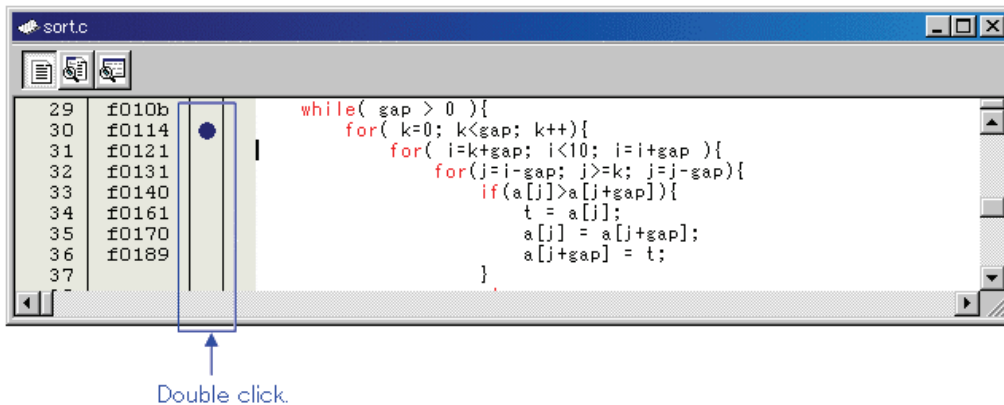 sort.c
29 f010b while( gap > 0 ){
30 f0114 for( k=0; k<gap; k++){
31 f0121 for( i=k+gap; i<10; i=i+gap ){
32 f0131 for(j=i-gap; j>=k; j=j-gap){
33 f0140 if(a[j]>a[j+gap]){
34 f0161 t = a[j];
35 f0170 a[j] = a[j+gap];
36 f0189 a[j+gap] = t;
37 }
Double click.